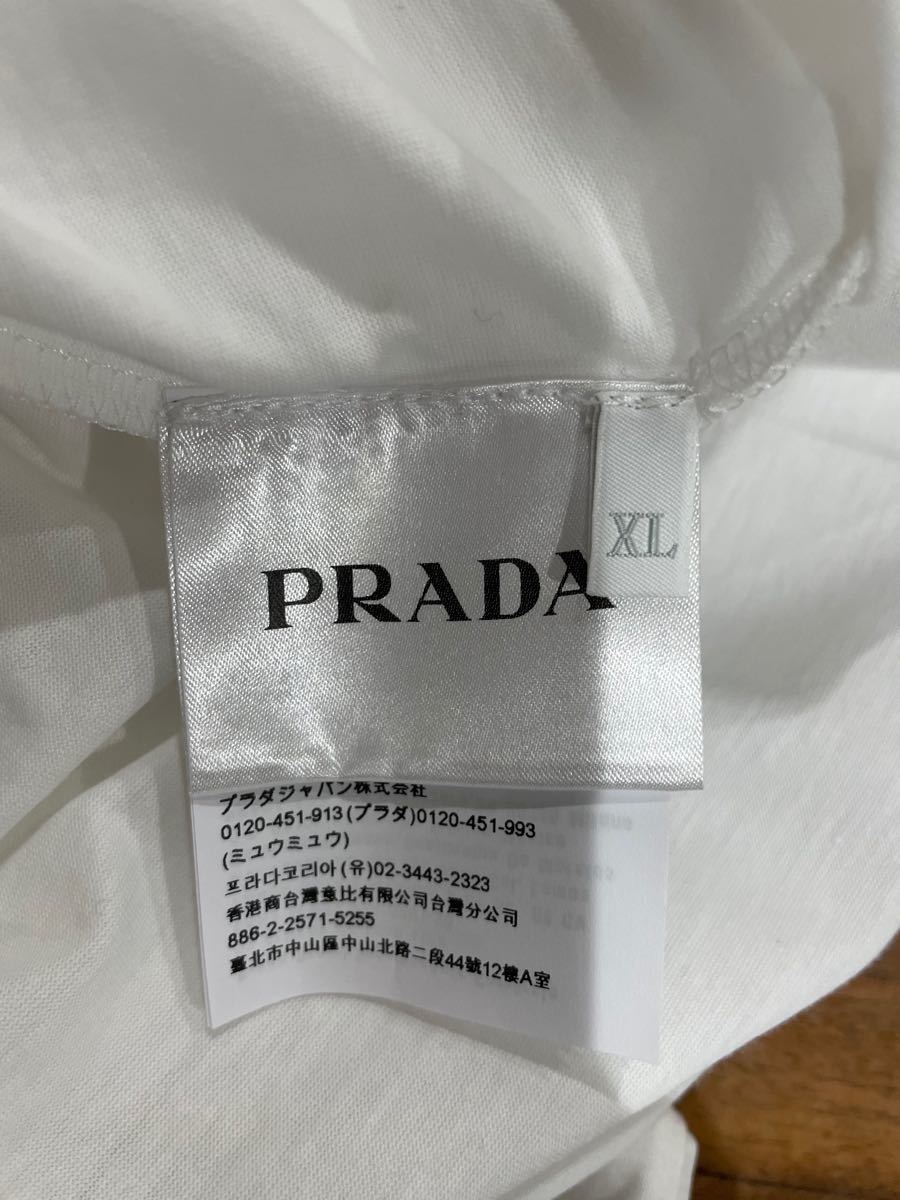 PRADA
XL
プラダジャパン株式会社
0120-451-913(プラダ)0120-451-993
(ミュウミュウ)
프라다코리아(유)02-3443-2323
香港商台灣意比有限公司台灣分公司
886-2-2571-5255
臺北市中山區中山北路二段44號12樓A室